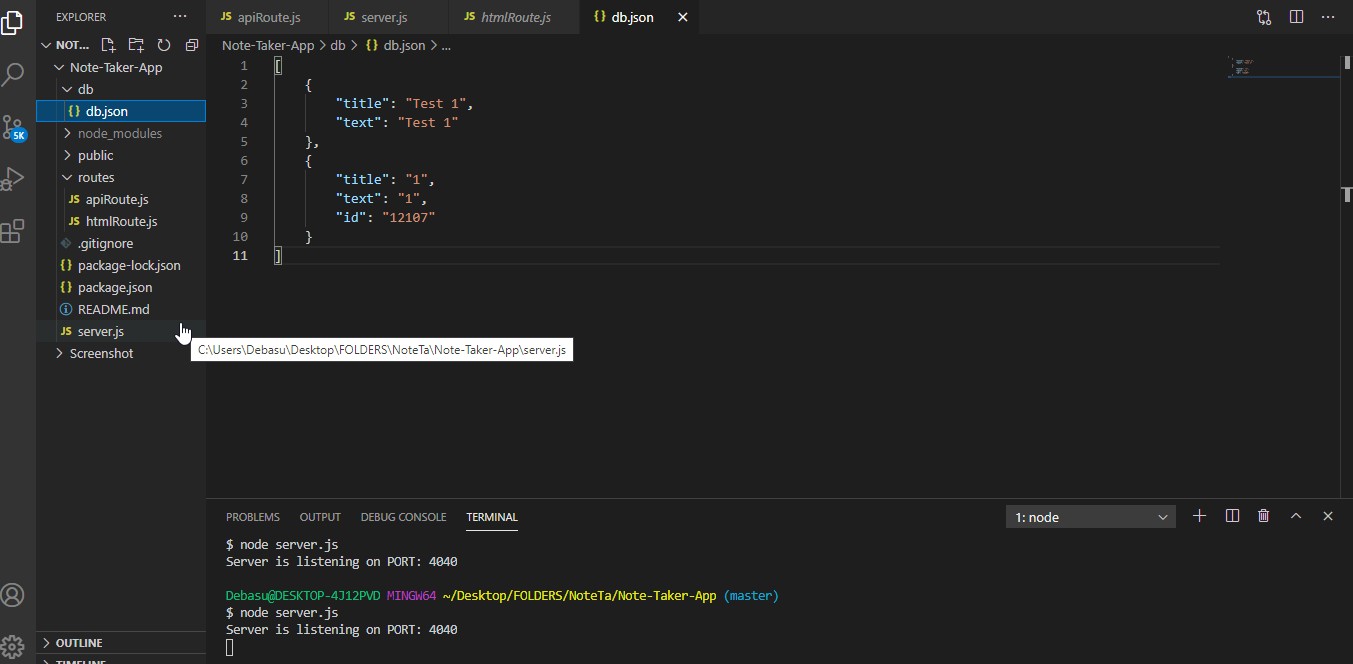 EXPLORER ...
NOT...
Note-Taker-App
db
{} db.json
node_modules
public
routes
JS apiRoute.js
JS htmlRoute.js
.gitignore
{} package-lock.json
{} package.json
README.md
JS server.js
Screenshot
5K
OUTLINE
TIMELINE
JS apiRoute.js JS server.js JS htmlRoute.js {} db.json
Note-Taker-App > db > {} db.json > ...
1 [
2 {
3 "title": "Test 1",
4 "text": "Test 1"
5 },
6 {
7 "title": "1",
8 "text": "1",
9 "id": "12107"
10 }
11 ]
C:\Users\Debasu\Desktop\FOLDERS\NoteTa\Note-Taker-App\server.js
PROBLEMS OUTPUT DEBUG CONSOLE TERMINAL 1: node
$ node server.js
Server is listening on PORT: 4040
Debasu@DESKTOP-4J12PVD MINGW64 ~/Desktop/FOLDERS/NoteTa/Note-Taker-App (master)
$ node server.js
Server is listening on PORT: 4040